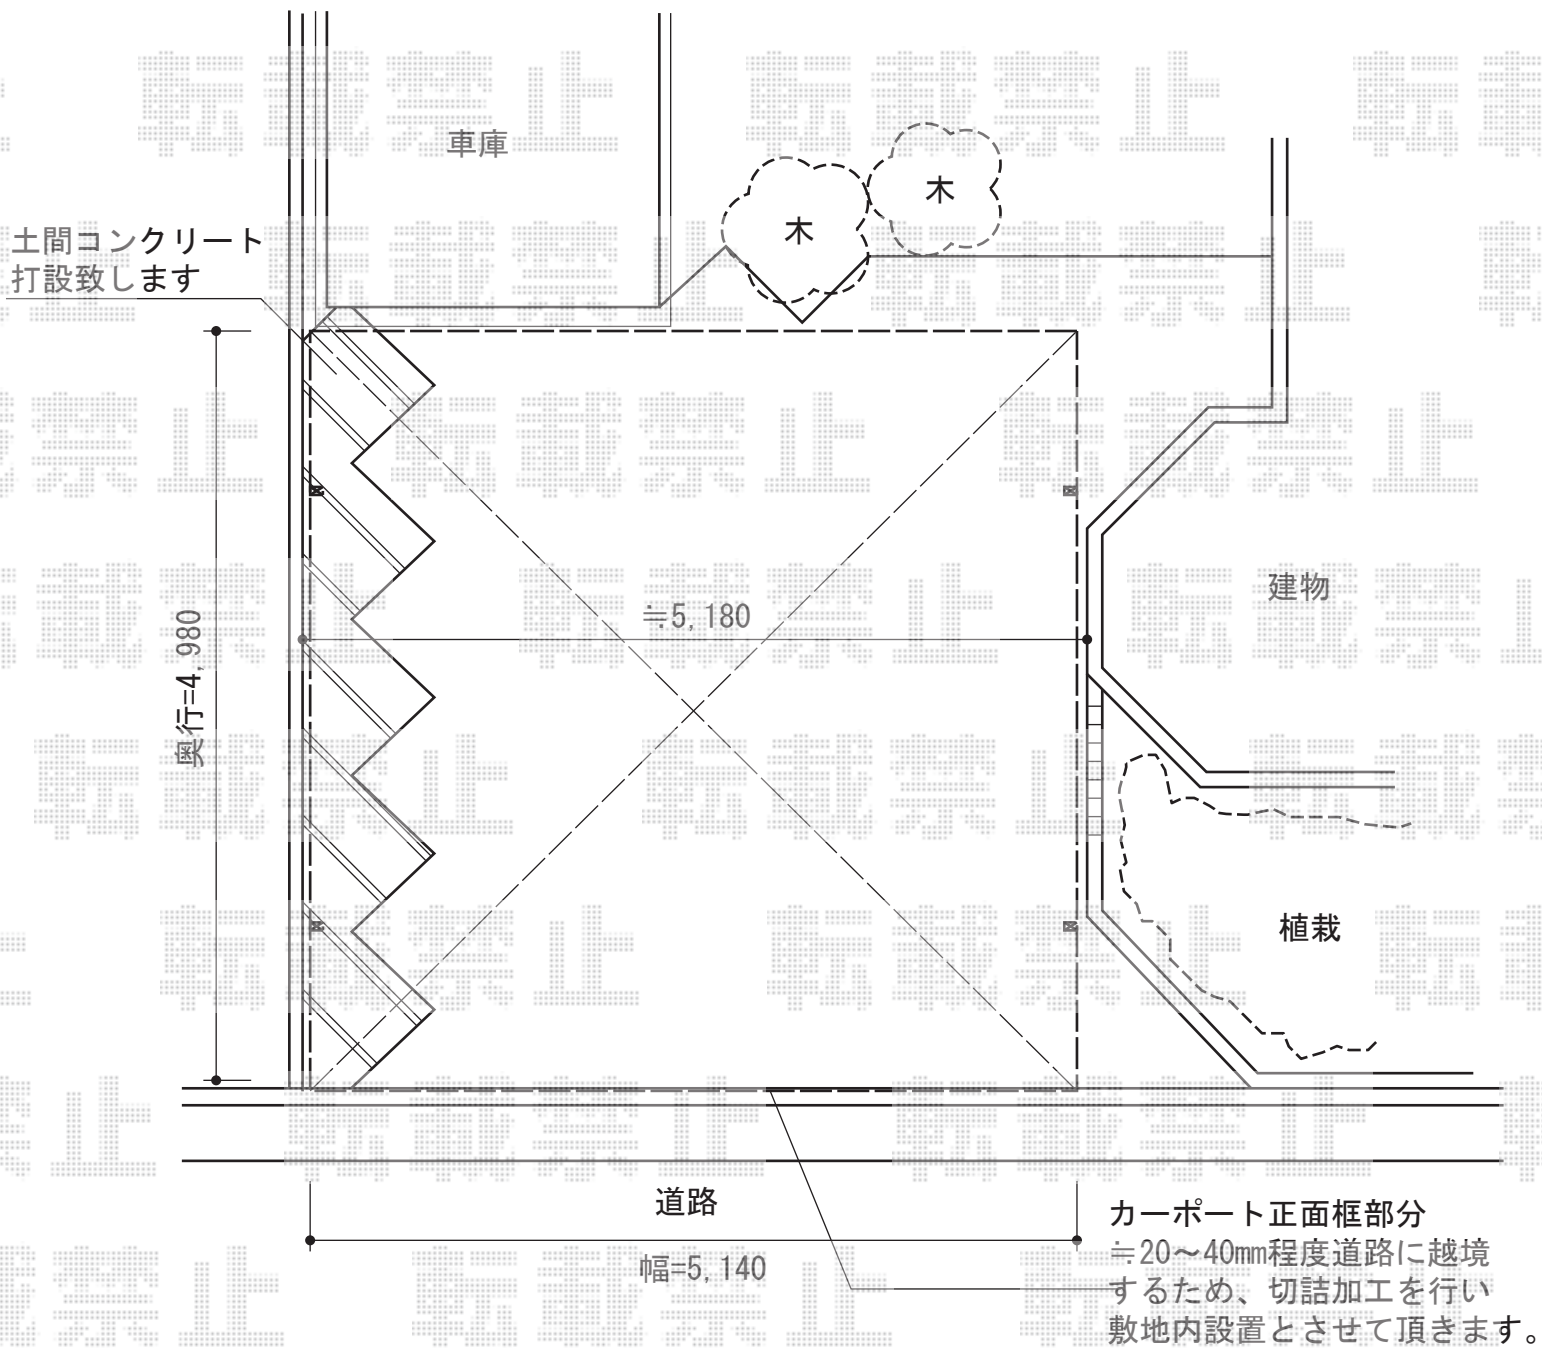 車庫
木
木
土間コンクリート
打設致します
≒5,180
建物
奥行=4,980
植栽
道路
幅=5,140
カーポート正面框部分
≒20～40mm程度道路に越境
するため、切詰加工を行い
敷地内設置とさせて頂きます。
転載禁止